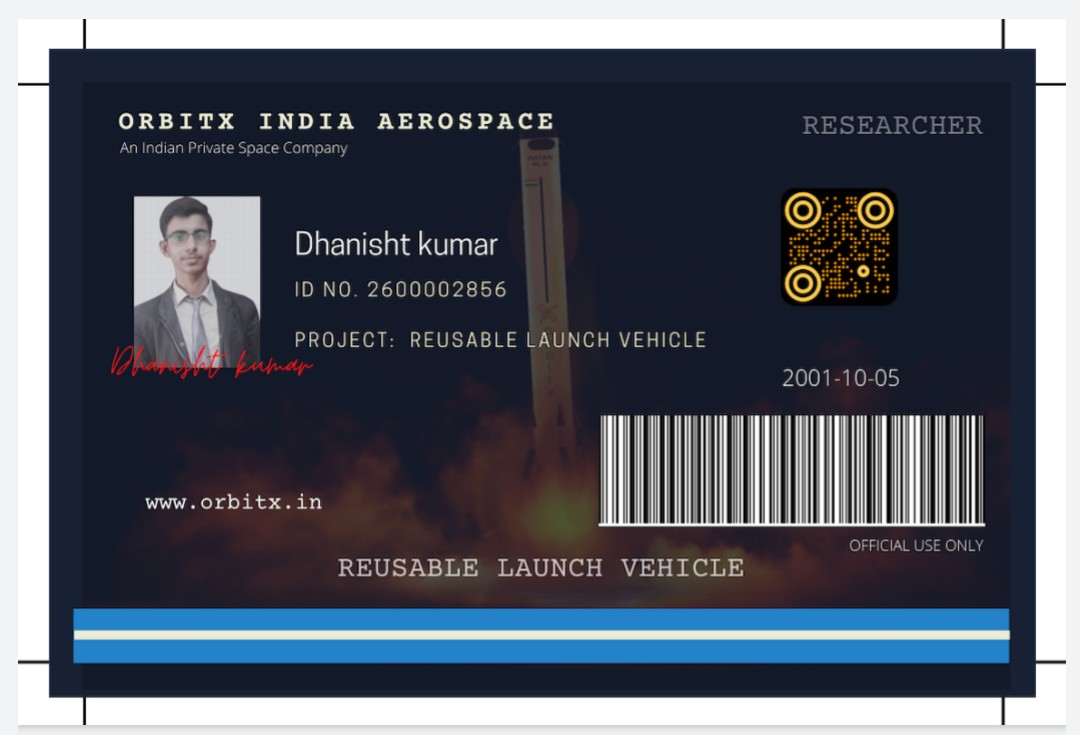 ORBITX INDIA AEROSPACE
An Indian Private Space Company
RESEARCHER
Dhanisht kumar
ID NO. 2600002856
PROJECT: REUSABLE LAUNCH VEHICLE
Dhanisht kumar
2001-10-05
www.orbitx.in
OFFICIAL USE ONLY
REUSABLE LAUNCH VEHICLE